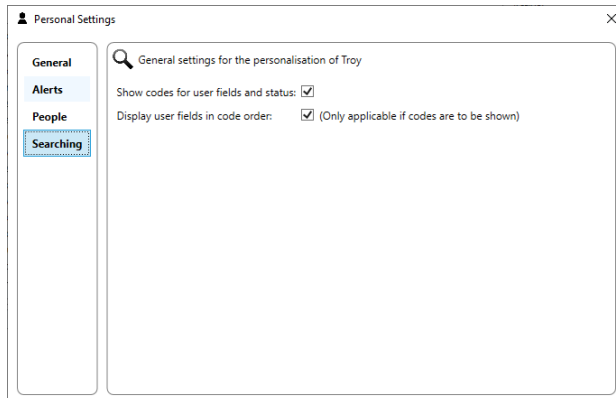 Personal Settings
General
Alerts
People
Searching
General settings for the personalisation of Troy
Show codes for user fields and status:
Display user fields in code order: (Only applicable if codes are to be shown)